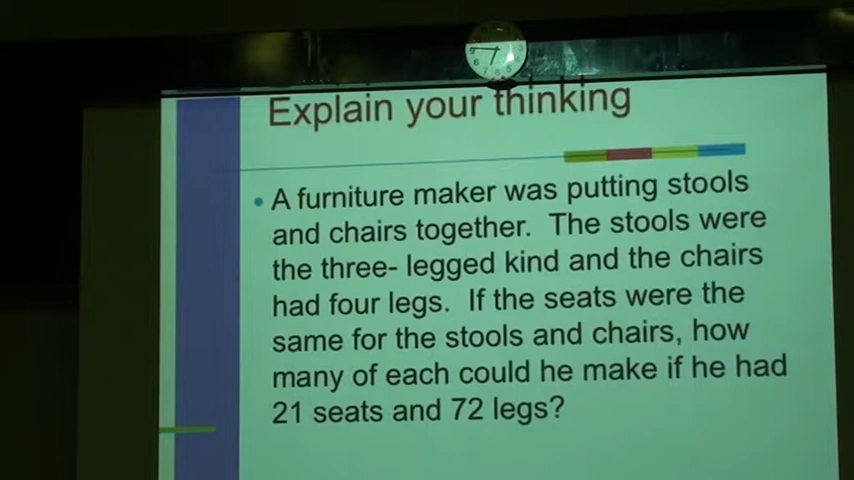 Explain your thinking
• A furniture maker was putting stools
and chairs together. The stools were
the three- legged kind and the chairs
had four legs. If the seats were the
same for the stools and chairs, how
many of each could he make if he had
21 seats and 72 legs?